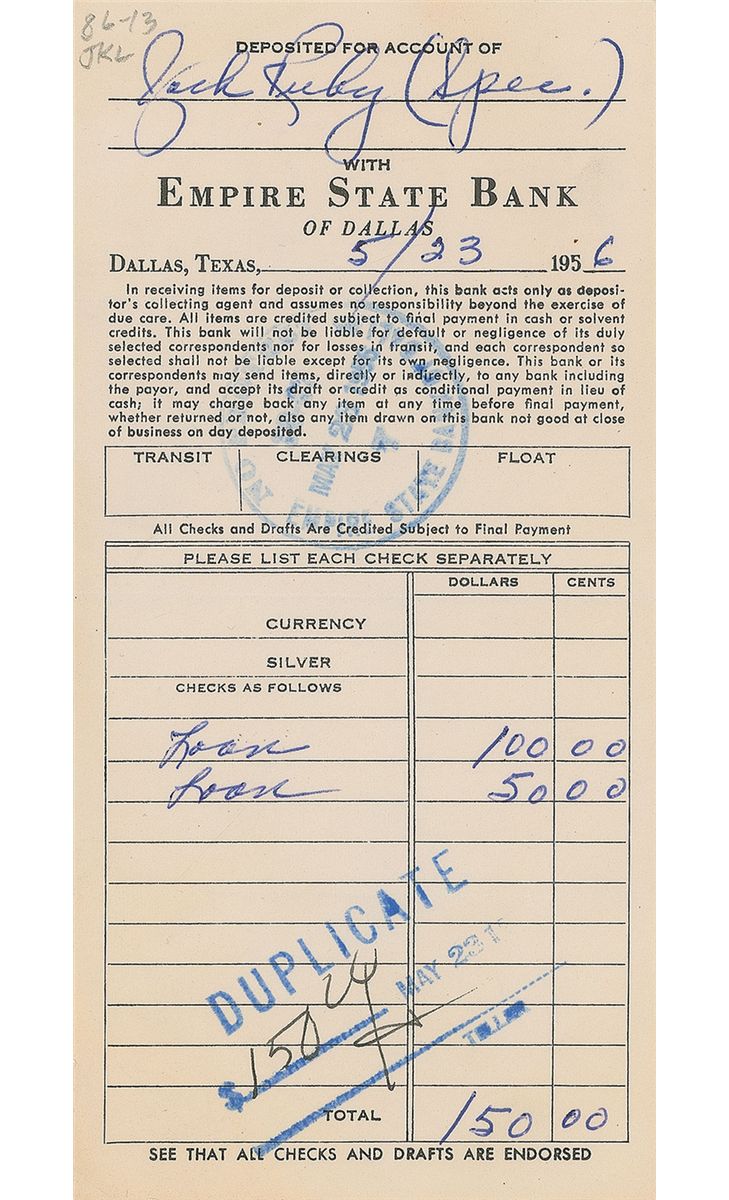 86-13
JKL
DEPOSITED FOR ACCOUNT OF
Jack Ruby (Spec.)
WITH
EMPIRE STATE BANK
OF DALLAS
DALLAS, TEXAS, 5/23 1956
In receiving items for deposit or collection, this bank acts only as deposi-
tor's collecting agent and assumes no responsibility beyond the exercise of
due care. All items are credited subject to final payment in cash or solvent
credits. This bank will not be liable for default or negligence of its duly
selected correspondents nor for losses in transit, and each correspondent so
selected shall not be liable except for its own negligence. This bank or its
correspondents may send items, directly or indirectly, to any bank including
the payor, and accept its draft or credit as conditional payment in lieu of
cash; it may charge back any item at any time before final payment,
whether returned or not, also any item drawn on this bank not good at close
of business on day deposited.
MAY
EMPIRE STATE
TRANSIT CLEARINGS FLOAT
All Checks and Drafts Are Credited Subject to Final Payment
PLEASE LIST EACH CHECK SEPARATELY
DOLLARS CENTS
CURRENCY
SILVER
CHECKS AS FOLLOWS
Loan 100 00
Loan 50 00
DUPLICATE
MAY 23
$150
TELLER
TOTAL 150 00
SEE THAT ALL CHECKS AND DRAFTS ARE ENDORSED